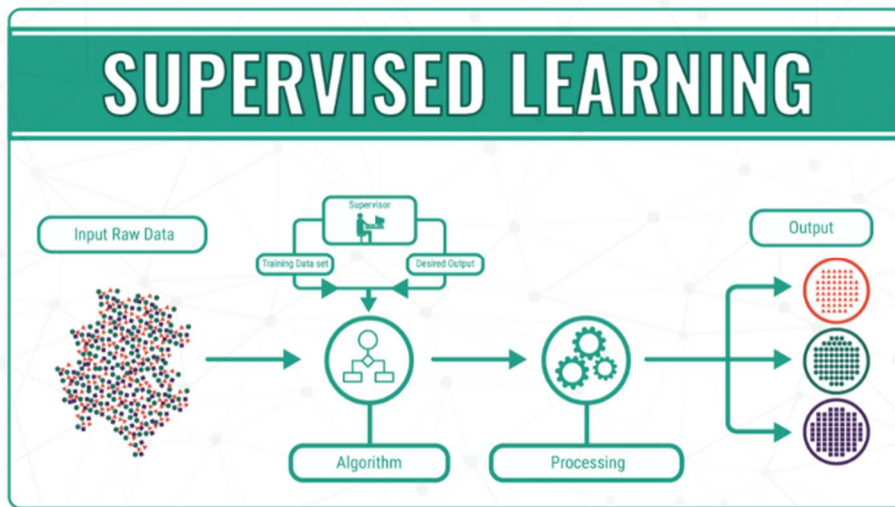 SUPERVISED LEARNING
Input Raw Data
Supervisor
Training Data set
Desired Output
Algorithm
Processing
Output